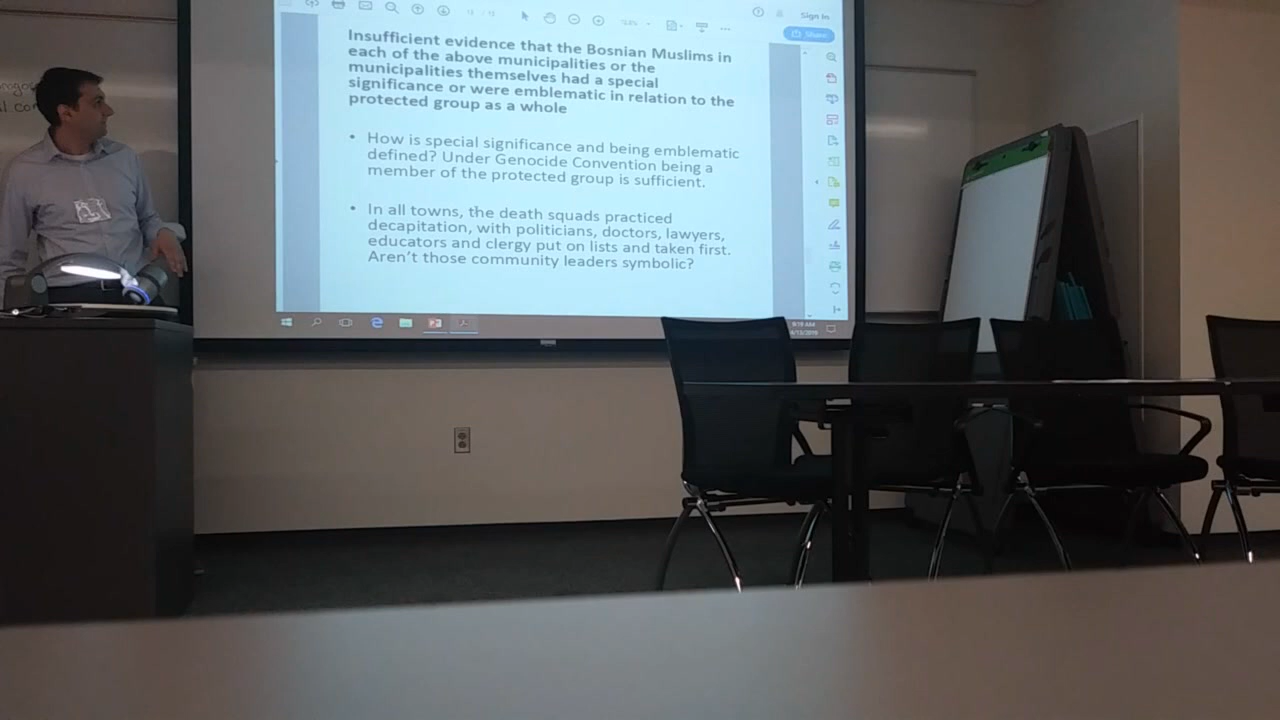 Sign In
Share
Insufficient evidence that the Bosnian Muslims in
each of the above municipalities or the
municipalities themselves had a special
significance or were emblematic in relation to the
protected group as a whole
• How is special significance and being emblematic
defined? Under Genocide Convention being a
member of the protected group is sufficient.
• In all towns, the death squads practiced
decapitation, with politicians, doctors, lawyers,
educators and clergy put on lists and taken first.
Aren't those community leaders symbolic?